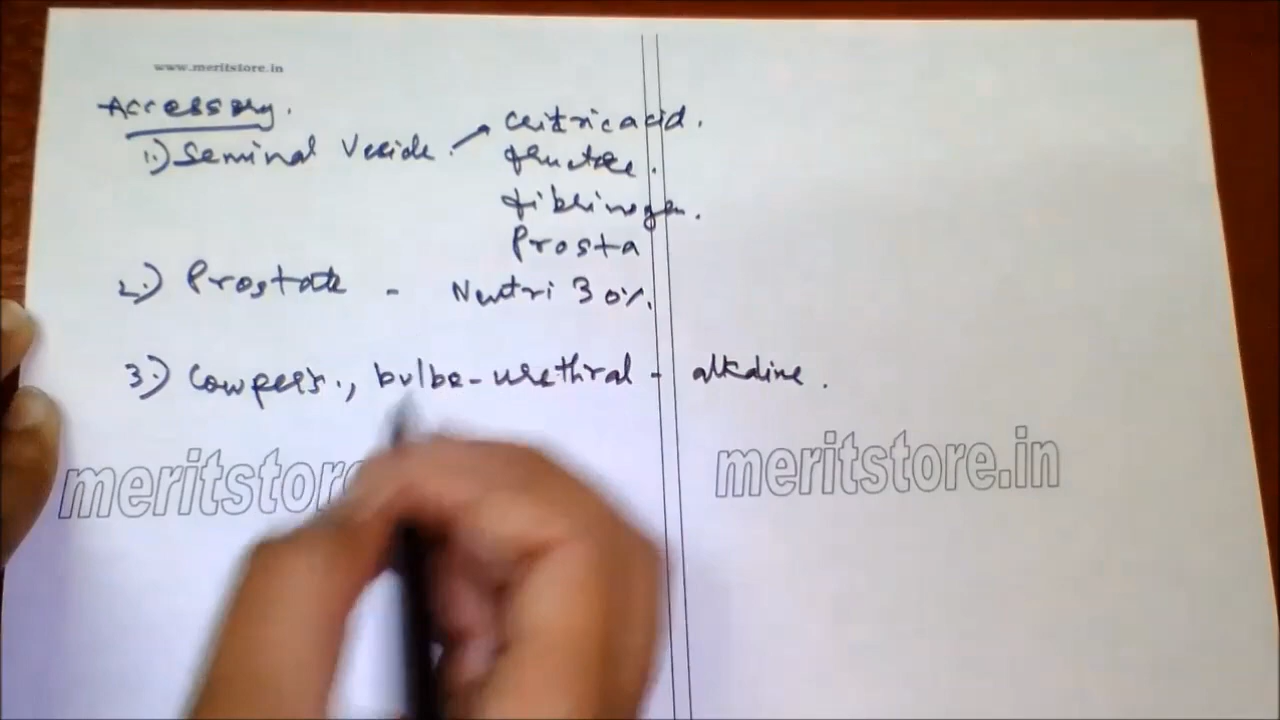 www.meritstore.in
Accessory.
1.) Seminal Vesicle. citric acid.
fructose.
fibrinogen.
Prosta
2.) Prostate - Neutri 30%.
3.) Cowper's., bulbo-urethral - alkaline.
meritstore.in
meritstore